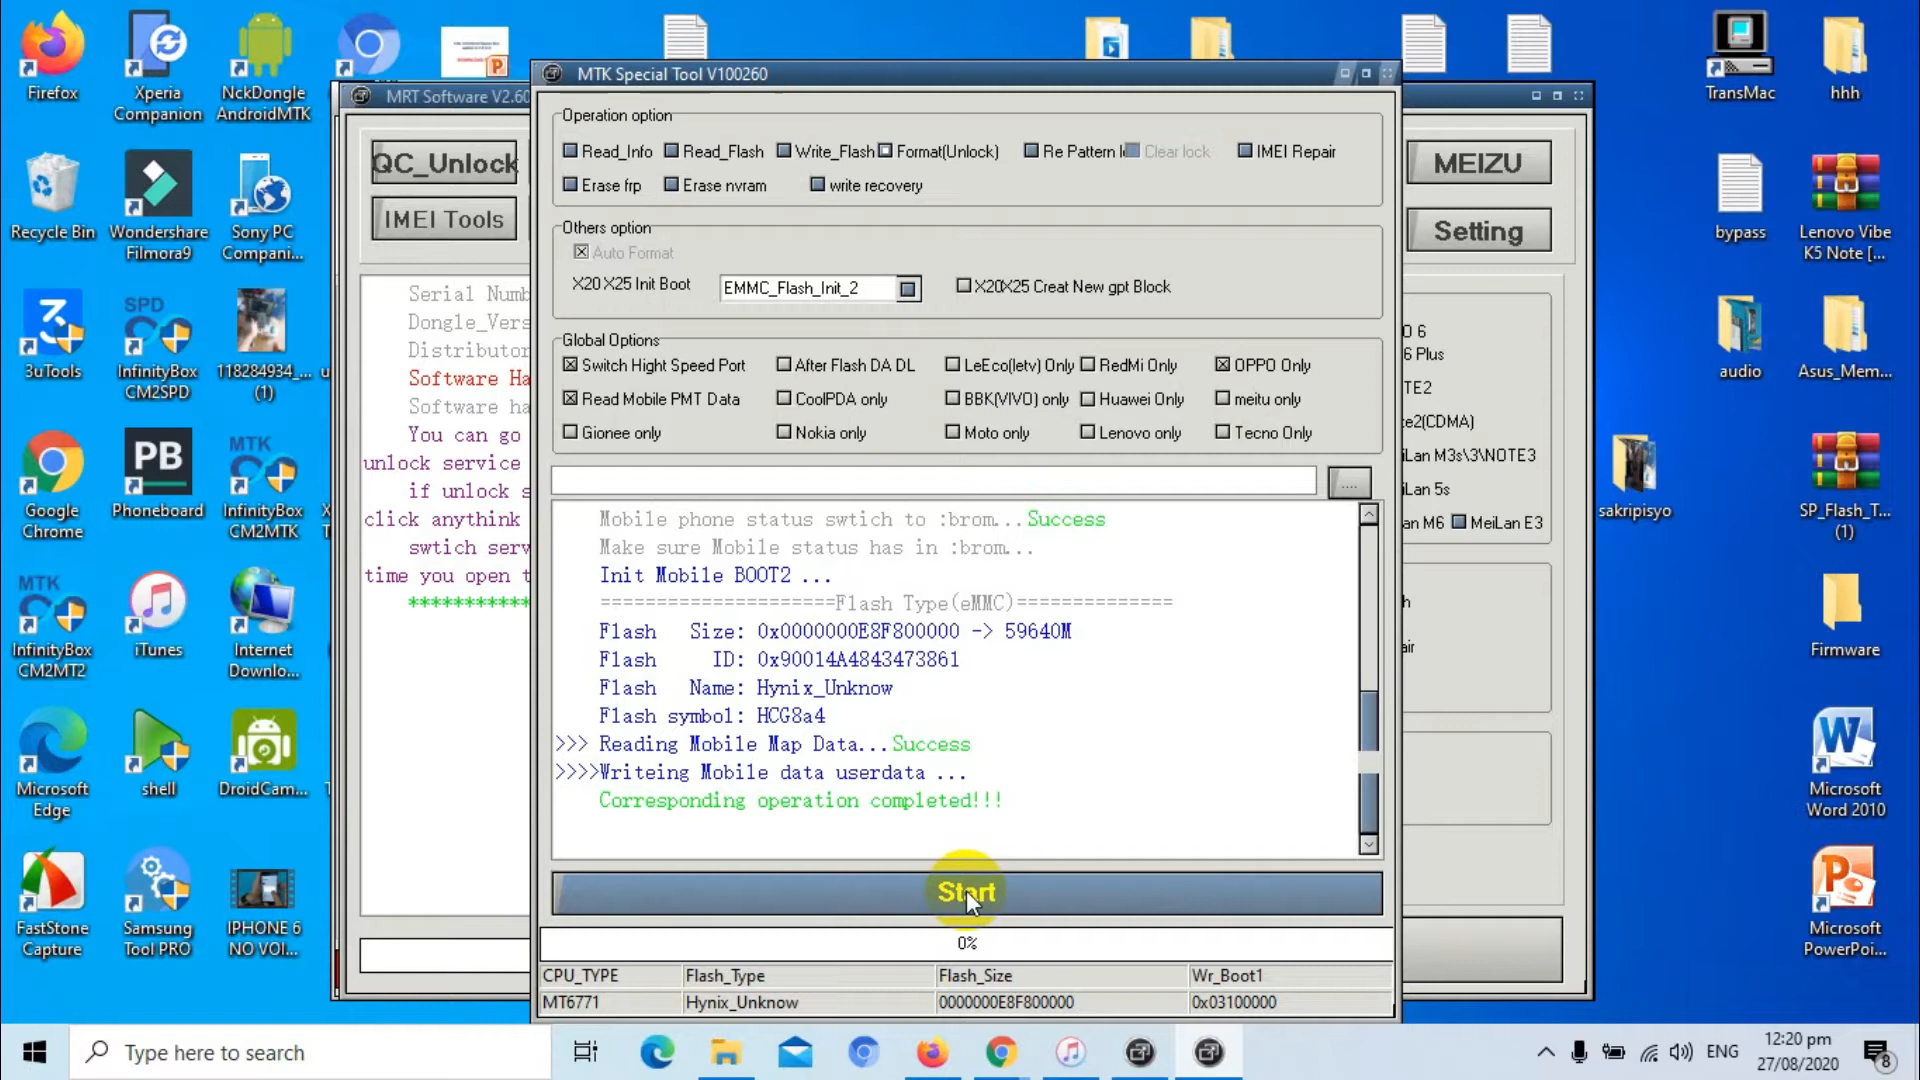 Firefox
Xperia
Companion
NckDongle
AndroidMTK
TransMac
hhh
Recycle Bin
Wondershare
Filmora9
Sony PC
Compani...
bypass
Lenovo Vibe
K5 Note [...
3uTools
SPD
InfinityBox
CM2SPD
118284934_...
(1)
audio
Asus_Mem...
Google
Chrome
PB
Phoneboard
MTK
InfinityBox
CM2MTK
sakripisyo
SP_Flash_T...
(1)
MTK
InfinityBox
CM2MT2
iTunes
Internet
Downlo...
Firmware
Microsoft
Edge
shell
DroidCam...
Microsoft
Word 2010
FastStone
Capture
Samsung
Tool PRO
IPHONE 6
NO VOI...
Microsoft
PowerPoi...
MRT Software V2.60
QC_Unlock
IMEI Tools
MEIZU
Setting
Serial Numb
Dongle_Vers
Distributor
Software Ha
Software ha
You can go
unlock service
if unlock s
click anythink
swtich serv
time you open t
***********
O 6
6 Plus
TE2
te2(CDMA)
iLan M3s\3\NOTE3
iLan 5s
an M6 MeiLan E3
air
MTK Special Tool V100260
Operation option
Read_Info Read_Flash Write_Flash Format(Unlock) Re Pattern l Clear lock IMEI Repair
Erase frp Erase nvram write recovery
Others option
Auto Format
X20 X25 Init Boot EMMC_Flash_Init_2 X20X25 Creat New gpt Block
Global Options
Switch Hight Speed Port After Flash DA DL LeEco(letv) Only RedMi Only OPPO Only
Read Mobile PMT Data CoolPDA only BBK(VIVO) only Huawei Only meitu only
Gionee only Nokia only Moto only Lenovo only Tecno Only
....
Mobile phone status swtich to :brom...Success
Make sure Mobile status has in :brom...
Init Mobile BOOT2 ...
=====================Flash Type(eMMC)==============
Flash Size: 0x0000000E8F800000 -> 59640M
Flash ID: 0x90014A4843473861
Flash Name: Hynix_Unknow
Flash symbol: HCG8a4
>>> Reading Mobile Map Data...Success
>>>>Writeing Mobile data userdata ...
Corresponding operation completed!!!
Start
0%
CPU_TYPE Flash_Type Flash_Size Wr_Boot1
MT6771 Hynix_Unknow 0000000E8F800000 0x03100000
Type here to search
ENG
12:20 pm
27/08/2020
8